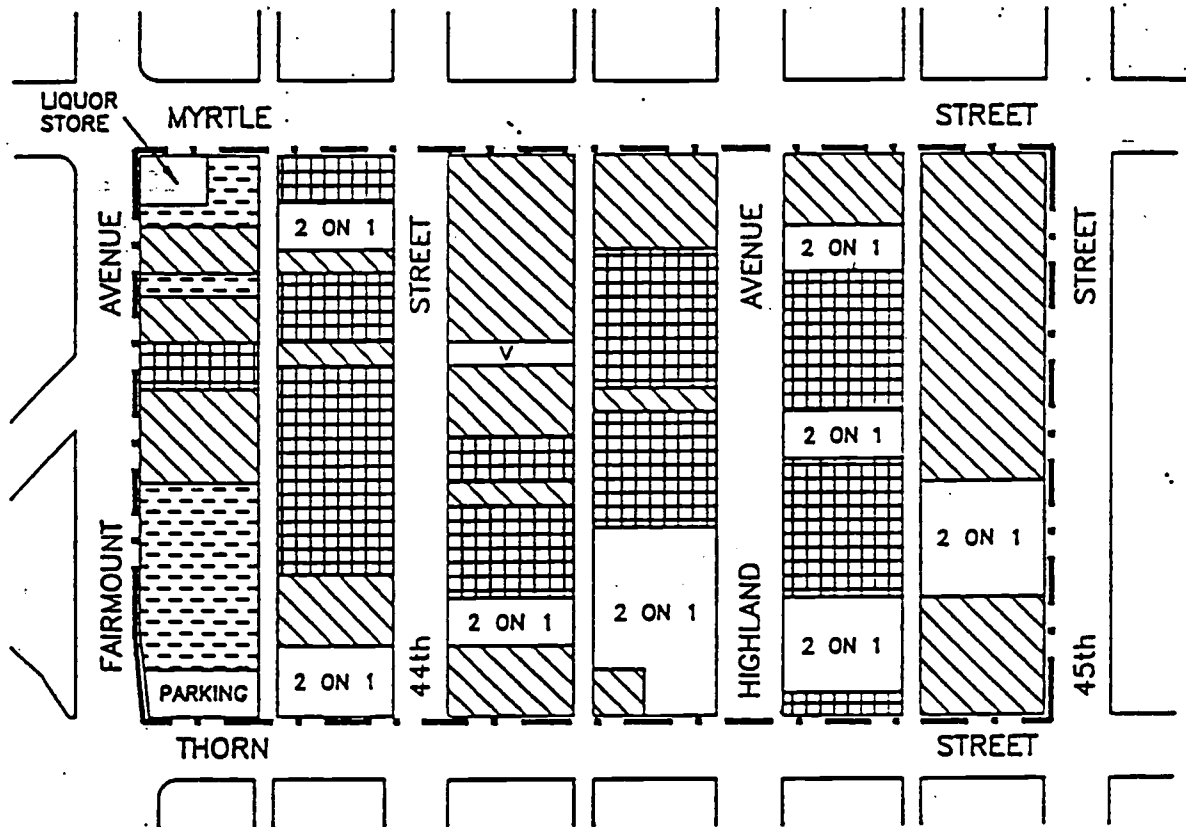 LIQUOR
STORE
MYRTLE
STREET
AVENUE
STREET
AVENUE
STREET
2 ON 1
2 ON 1
V
2 ON 1
2 ON 1
FAIRMOUNT
44th
HIGHLAND
45th
2 ON 1
2 ON 1
2 ON 1
2 ON 1
PARKING
THORN
STREET